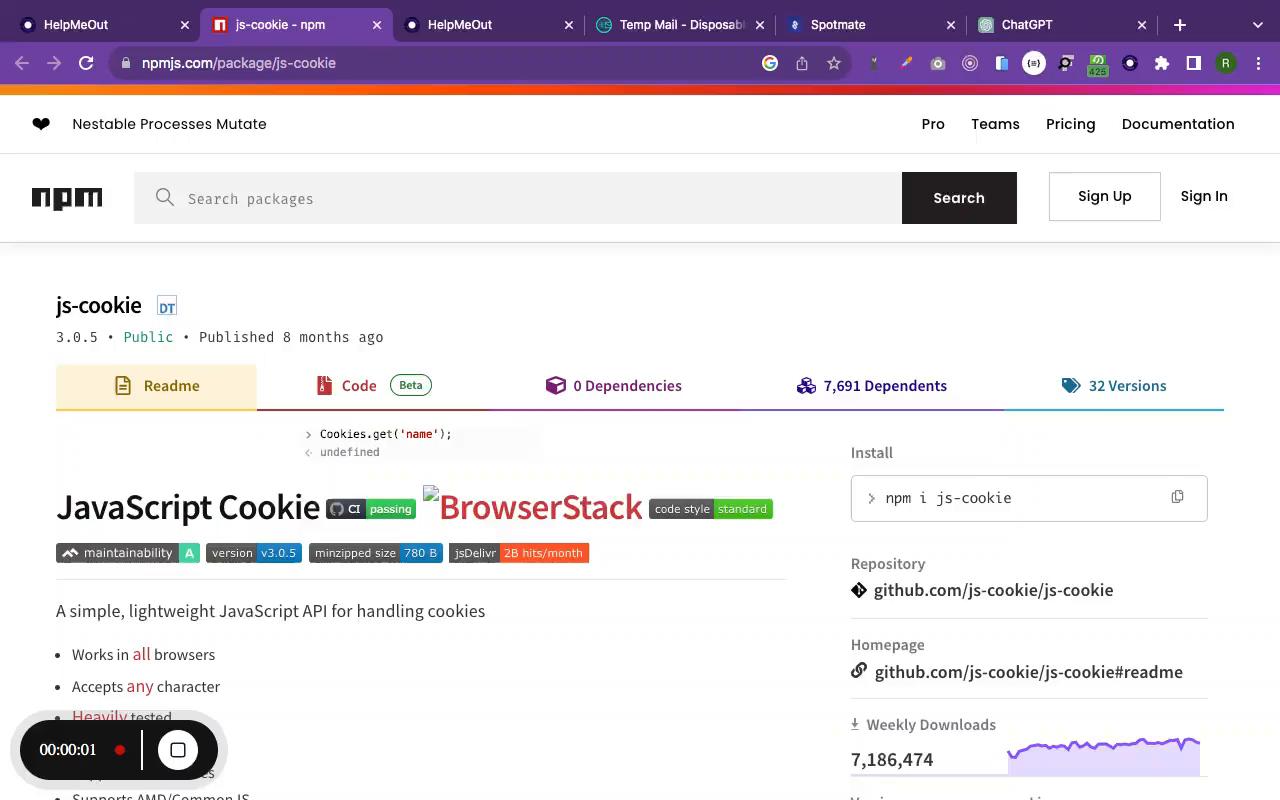 HelpMeOut
js-cookie - npm
HelpMeOut
Temp Mail - Disposabl
Spotmate
ChatGPT
npmjs.com/package/js-cookie
425
R
❤ Nestable Processes Mutate
Pro
Teams
Pricing
Documentation
npm
Search packages
Search
Sign Up
Sign In
js-cookie DT
3.0.5 • Public • Published 8 months ago
Readme
Code Beta
0 Dependencies
7,691 Dependents
32 Versions
> Cookies.get('name');
undefined
JavaScript Cookie CI passing BrowserStack code style standard
maintainability A version v3.0.5 minzipped size 780 B jsDelivr 2B hits/month
A simple, lightweight JavaScript API for handling cookies
• Works in all browsers
• Accepts any character
• Heavily tested
• Supports AMD/CommonJS
00:00:01
Install
> npm i js-cookie
Repository
github.com/js-cookie/js-cookie
Homepage
github.com/js-cookie/js-cookie#readme
Weekly Downloads
7,186,474